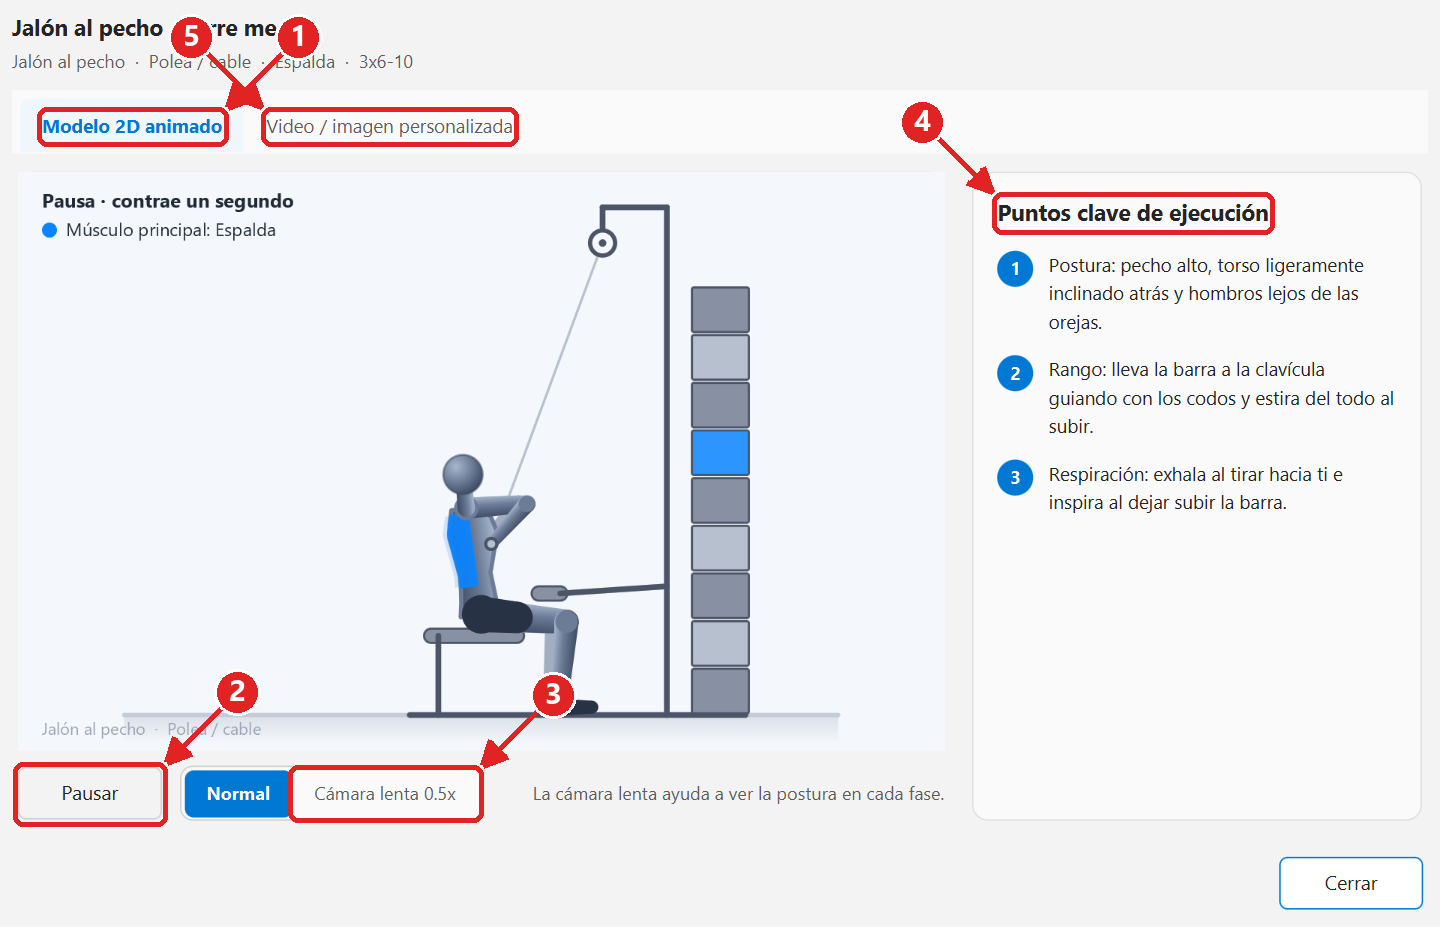 Jalón al pecho
5
1
Jalón al pecho · Polea / cable · Espalda · 3x6-10
Modelo 2D animado
Video / imagen personalizada
4
Pausa · contrae un segundo
Músculo principal: Espalda
Puntos clave de ejecución
1 Postura: pecho alto, torso ligeramente
inclinado atrás y hombros lejos de las
orejas.
2 Rango: lleva la barra a la clavícula
guiando con los codos y estira del todo al
subir.
3 Respiración: exhala al tirar hacia ti e
inspira al dejar subir la barra.
2
3
Jalón al pecho · Polea / cable
Pausar
Normal
Cámara lenta 0.5x
La cámara lenta ayuda a ver la postura en cada fase.
Cerrar